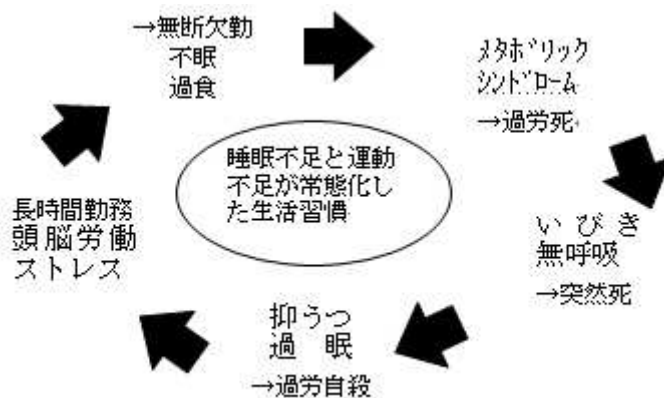 →無断欠勤
不眠
過食
メタボリック
シンドローム
→過労死
いびき
無呼吸
→突然死
抑うつ
過眠
→過労自殺
長時間勤務
頭脳労働
ストレス
睡眠不足と運動
不足が常態化し
た生活習慣